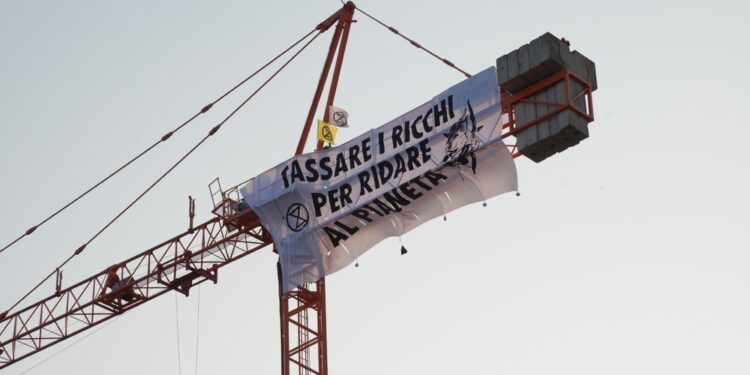 TASSARE I RICCHI
PER RIDARE
AL PIANETA